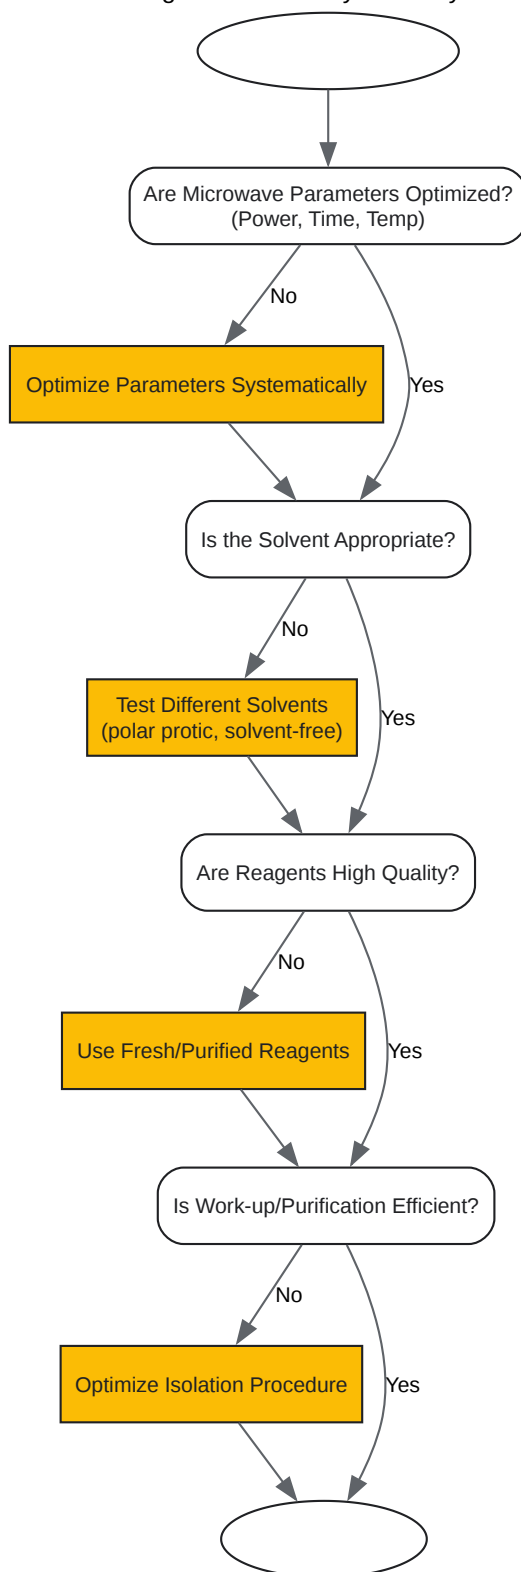 Are Microwave Parameters Optimized?
(Power, Time, Temp)
No
Optimize Parameters Systematically
Yes
Is the Solvent Appropriate?
No
Test Different Solvents
(polar protic, solvent-free)
Yes
Are Reagents High Quality?
No
Use Fresh/Purified Reagents
Yes
Is Work-up/Purification Efficient?
No
Optimize Isolation Procedure
Yes